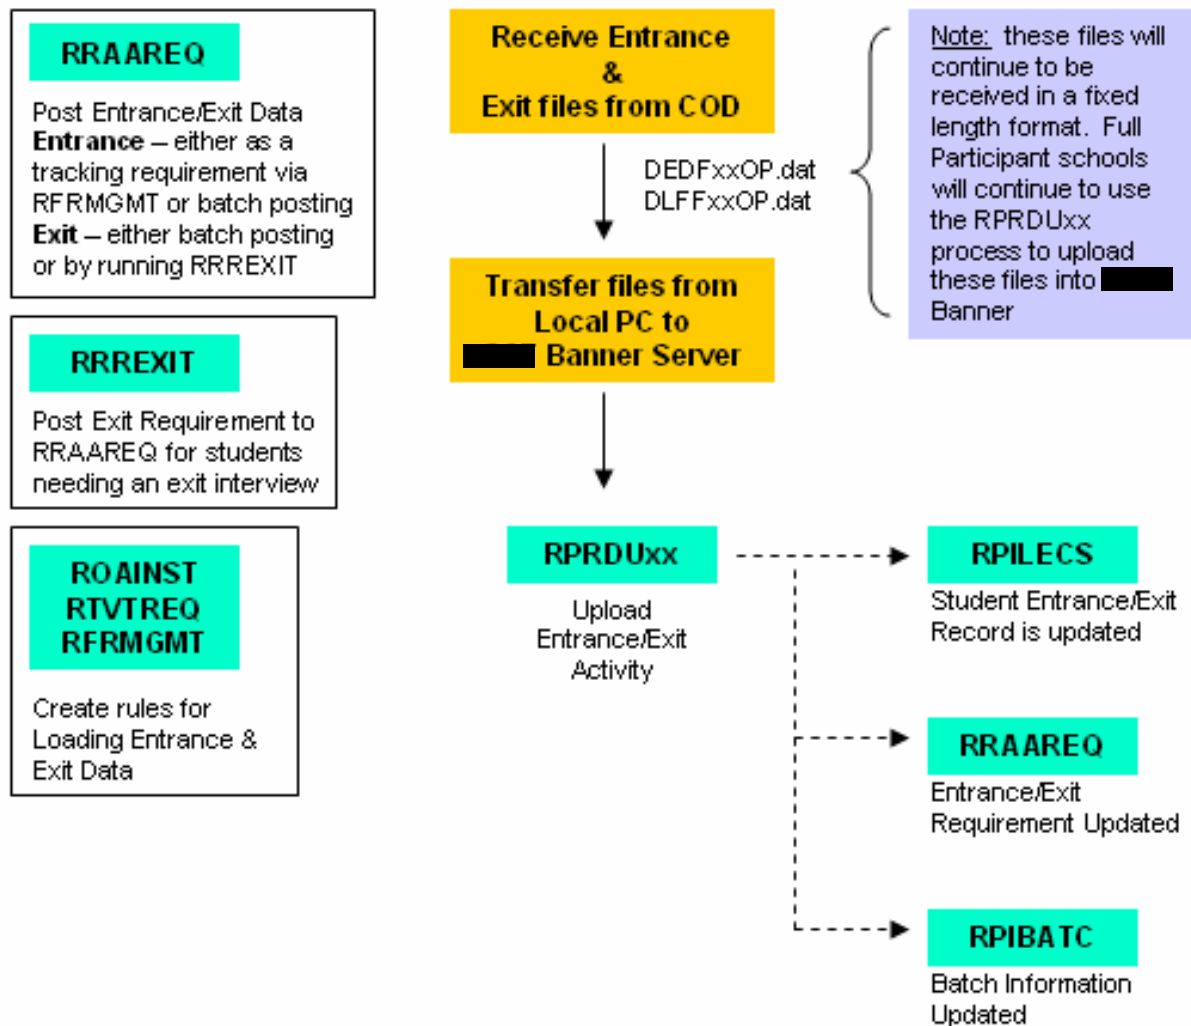 RRAAREQ
Post Entrance/Exit Data
Entrance – either as a
tracking requirement via
RFRMGMT or batch posting
Exit – either batch posting
or by running RRREXIT
RRREXIT
Post Exit Requirement to
RRAAREQ for students
needing an exit interview
ROAINST
RTVTREQ
RFRMGMT
Create rules for
Loading Entrance &
Exit Data
Receive Entrance
&
Exit files from COD
DEDFxxOP.dat
DLFFxxOP.dat
Note: these files will
continue to be
received in a fixed
length format. Full
Participant schools
will continue to use
the RPRDUxx
process to upload
these files into
Banner
Transfer files from
Local PC to
Banner Server
RPRDUxx
Upload
Entrance/Exit
Activity
RPILECS
Student Entrance/Exit
Record is updated
RRAAREQ
Entrance/Exit
Requirement Updated
RPIBATC
Batch Information
Updated